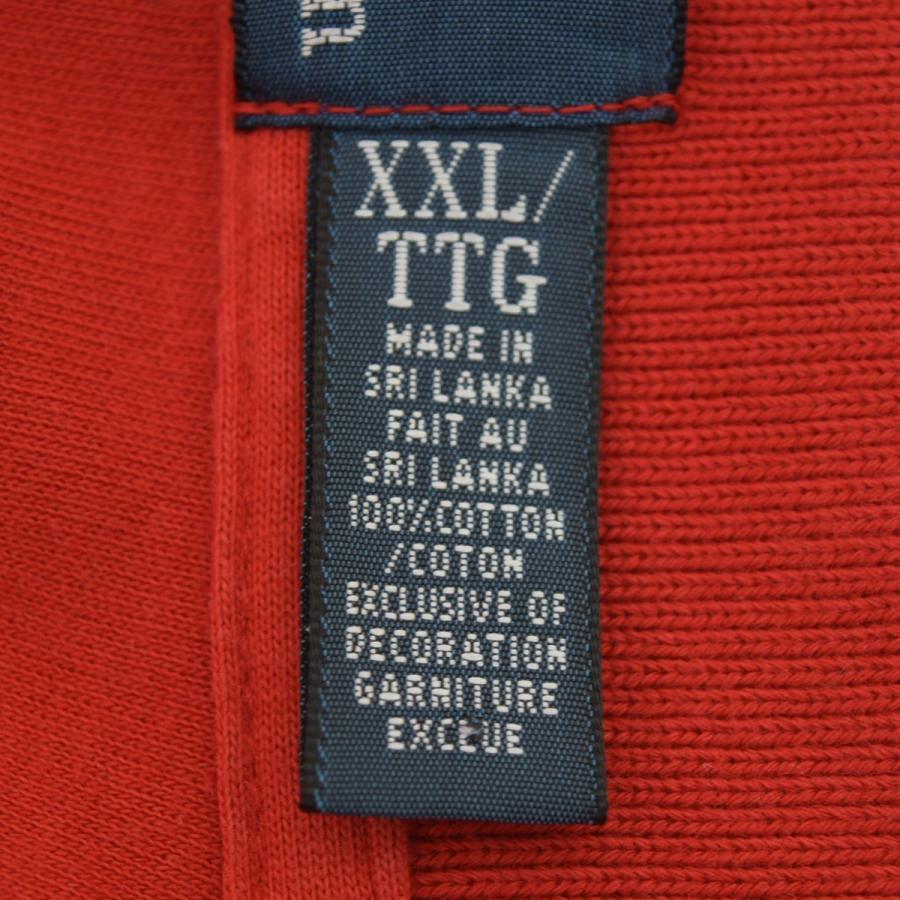 XXL/
TTG
MADE IN
SRI LANKA
FAIT AU
SRI LANKA
100%COTTON
/COTON
EXCLUSIVE OF
DECORATION
GARNITURE
EXCLUE